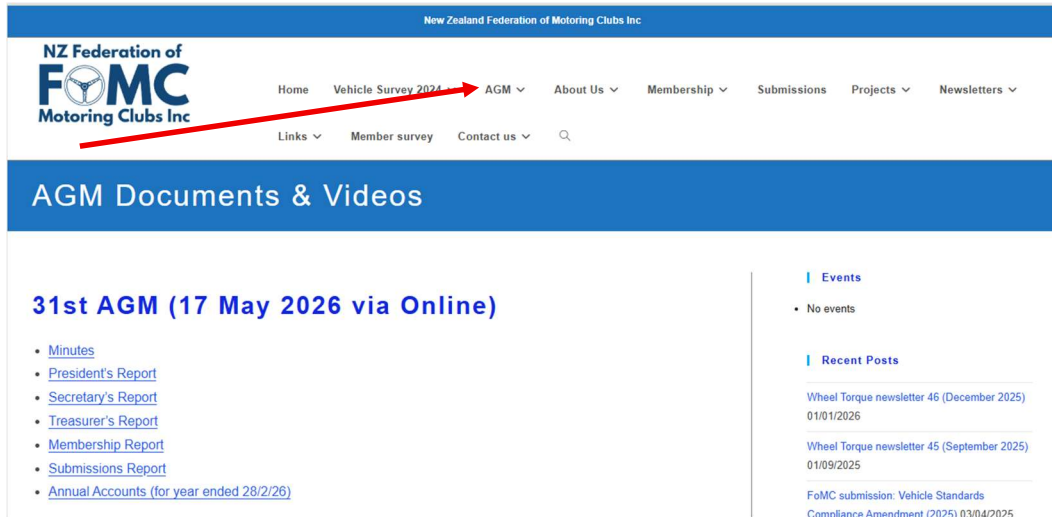 New Zealand Federation of Motoring Clubs Inc
NZ Federation of
FOMC
Motoring Clubs Inc
Home Vehicle Survey 2024 AGM About Us Membership Submissions Projects Newsletters
Links Member survey Contact us
AGM Documents & Videos
31st AGM (17 May 2026 via Online)
• Minutes
• President's Report
• Secretary's Report
• Treasurer's Report
• Membership Report
• Submissions Report
• Annual Accounts (for year ended 28/2/26)
Events
• No events
Recent Posts
Wheel Torque newsletter 46 (December 2025)
01/01/2026
Wheel Torque newsletter 45 (September 2025)
01/09/2025
FoMC submission: Vehicle Standards
Compliance Amendment (2025) 03/04/2025